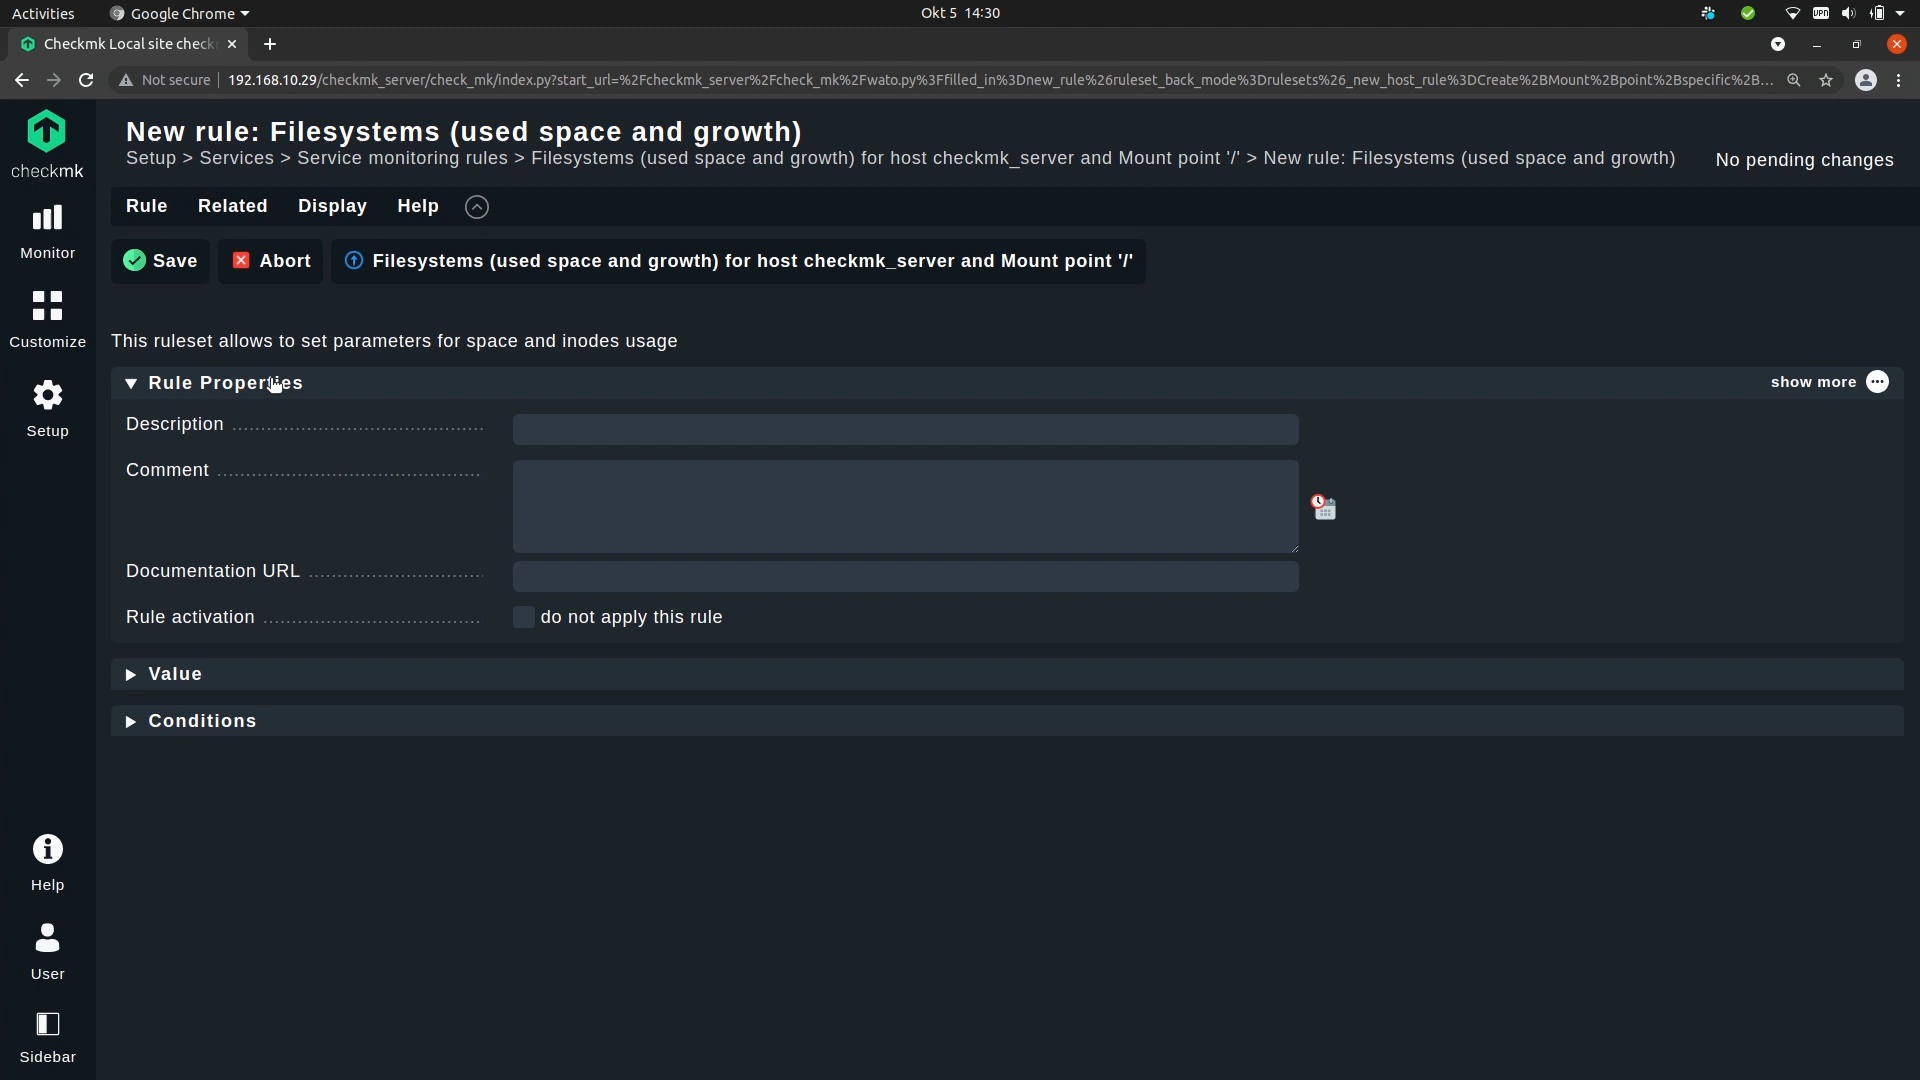 Activities
Google Chrome
Okt 5 14:30
VPN
Checkmk Local site check
Not secure
192.168.10.29/checkmk_server/check_mk/index.py?start_url=%2Fcheckmk_server%2Fcheck_mk%2Fwato.py%3Ffilled_in%3Dnew_rule%26ruleset_back_mode%3Drulesets%26_new_host_rule%3DCreate%2BMount%2Bpoint%2Bspecific%2B...
checkmk
Monitor
Customize
Setup
Help
User
Sidebar
New rule: Filesystems (used space and growth)
Setup > Services > Service monitoring rules > Filesystems (used space and growth) for host checkmk_server and Mount point '/' > New rule: Filesystems (used space and growth)
No pending changes
Rule Related Display Help
Save
Abort
Filesystems (used space and growth) for host checkmk_server and Mount point '/'
This ruleset allows to set parameters for space and inodes usage
Rule Properties
show more
Description
Comment
Documentation URL
Rule activation
do not apply this rule
Value
Conditions